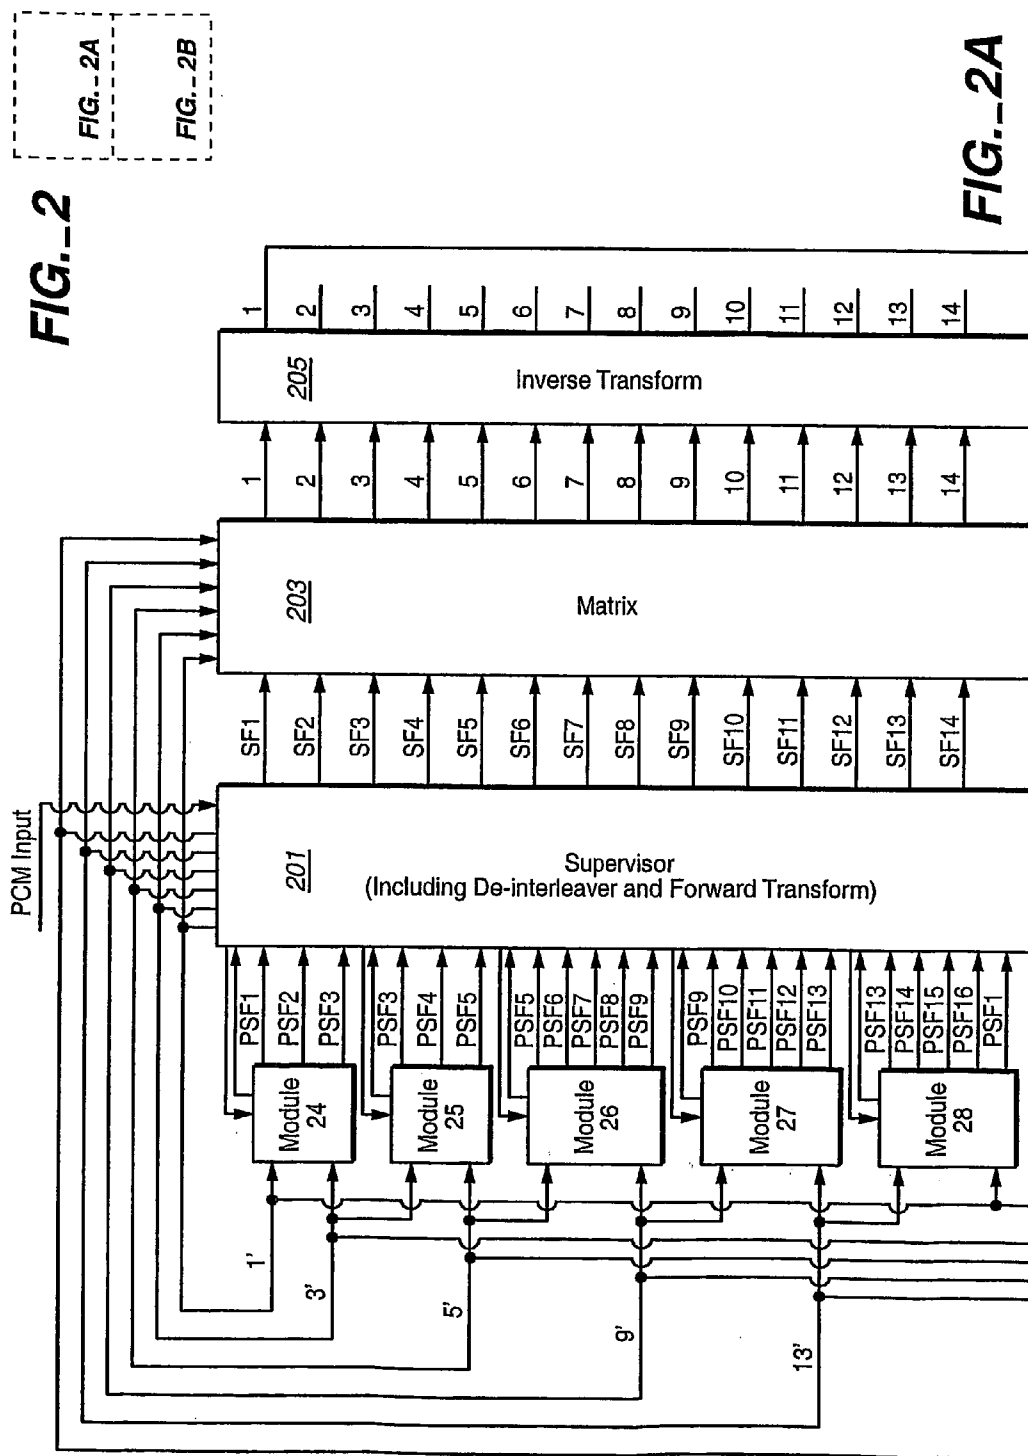 FIG._2
FIG._2A
FIG._2B
PCM Input
1'
3'
5'
9'
13'
Module
24
Module
25
Module
26
Module
27
Module
28
PSF1
PSF2
PSF3
PSF3
PSF4
PSF5
PSF5
PSF6
PSF7
PSF8
PSF9
PSF9
PSF10
PSF11
PSF12
PSF13
PSF13
PSF14
PSF15
PSF16
PSF1
201
Supervisor
(Including De-interleaver and Forward Transform)
SF1
SF2
SF3
SF4
SF5
SF6
SF7
SF8
SF9
SF10
SF11
SF12
SF13
SF14
203
Matrix
1
2
3
4
5
6
7
8
9
10
11
12
13
14
205
Inverse Transform
1
2
3
4
5
6
7
8
9
10
11
12
13
14
FIG._2A